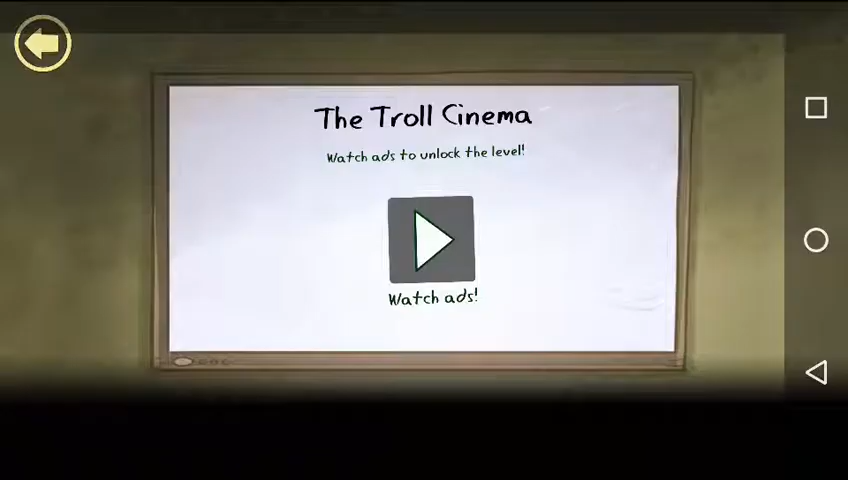 The Troll Cinema
Watch ads to unlock the level!
Watch ads!